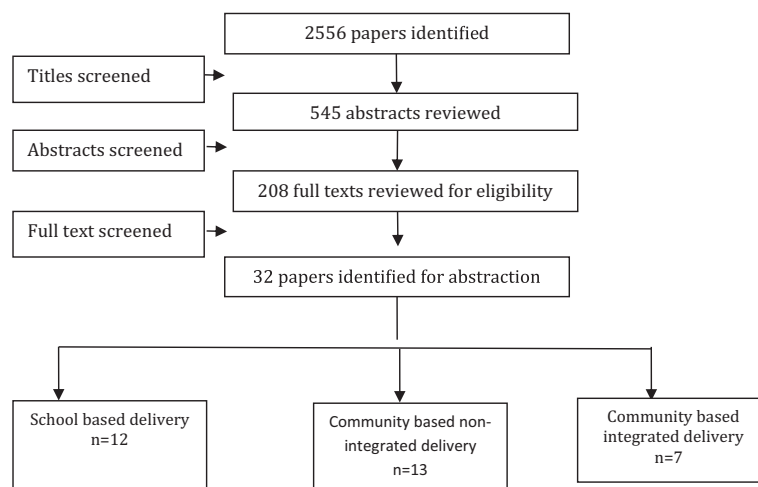 2556 papers identified
Titles screened
545 abstracts reviewed
Abstracts screened
208 full texts reviewed for eligibility
Full text screened
32 papers identified for abstraction
School based delivery
n=12
Community based non-
integrated delivery
n=13
Community based
integrated delivery
n=7